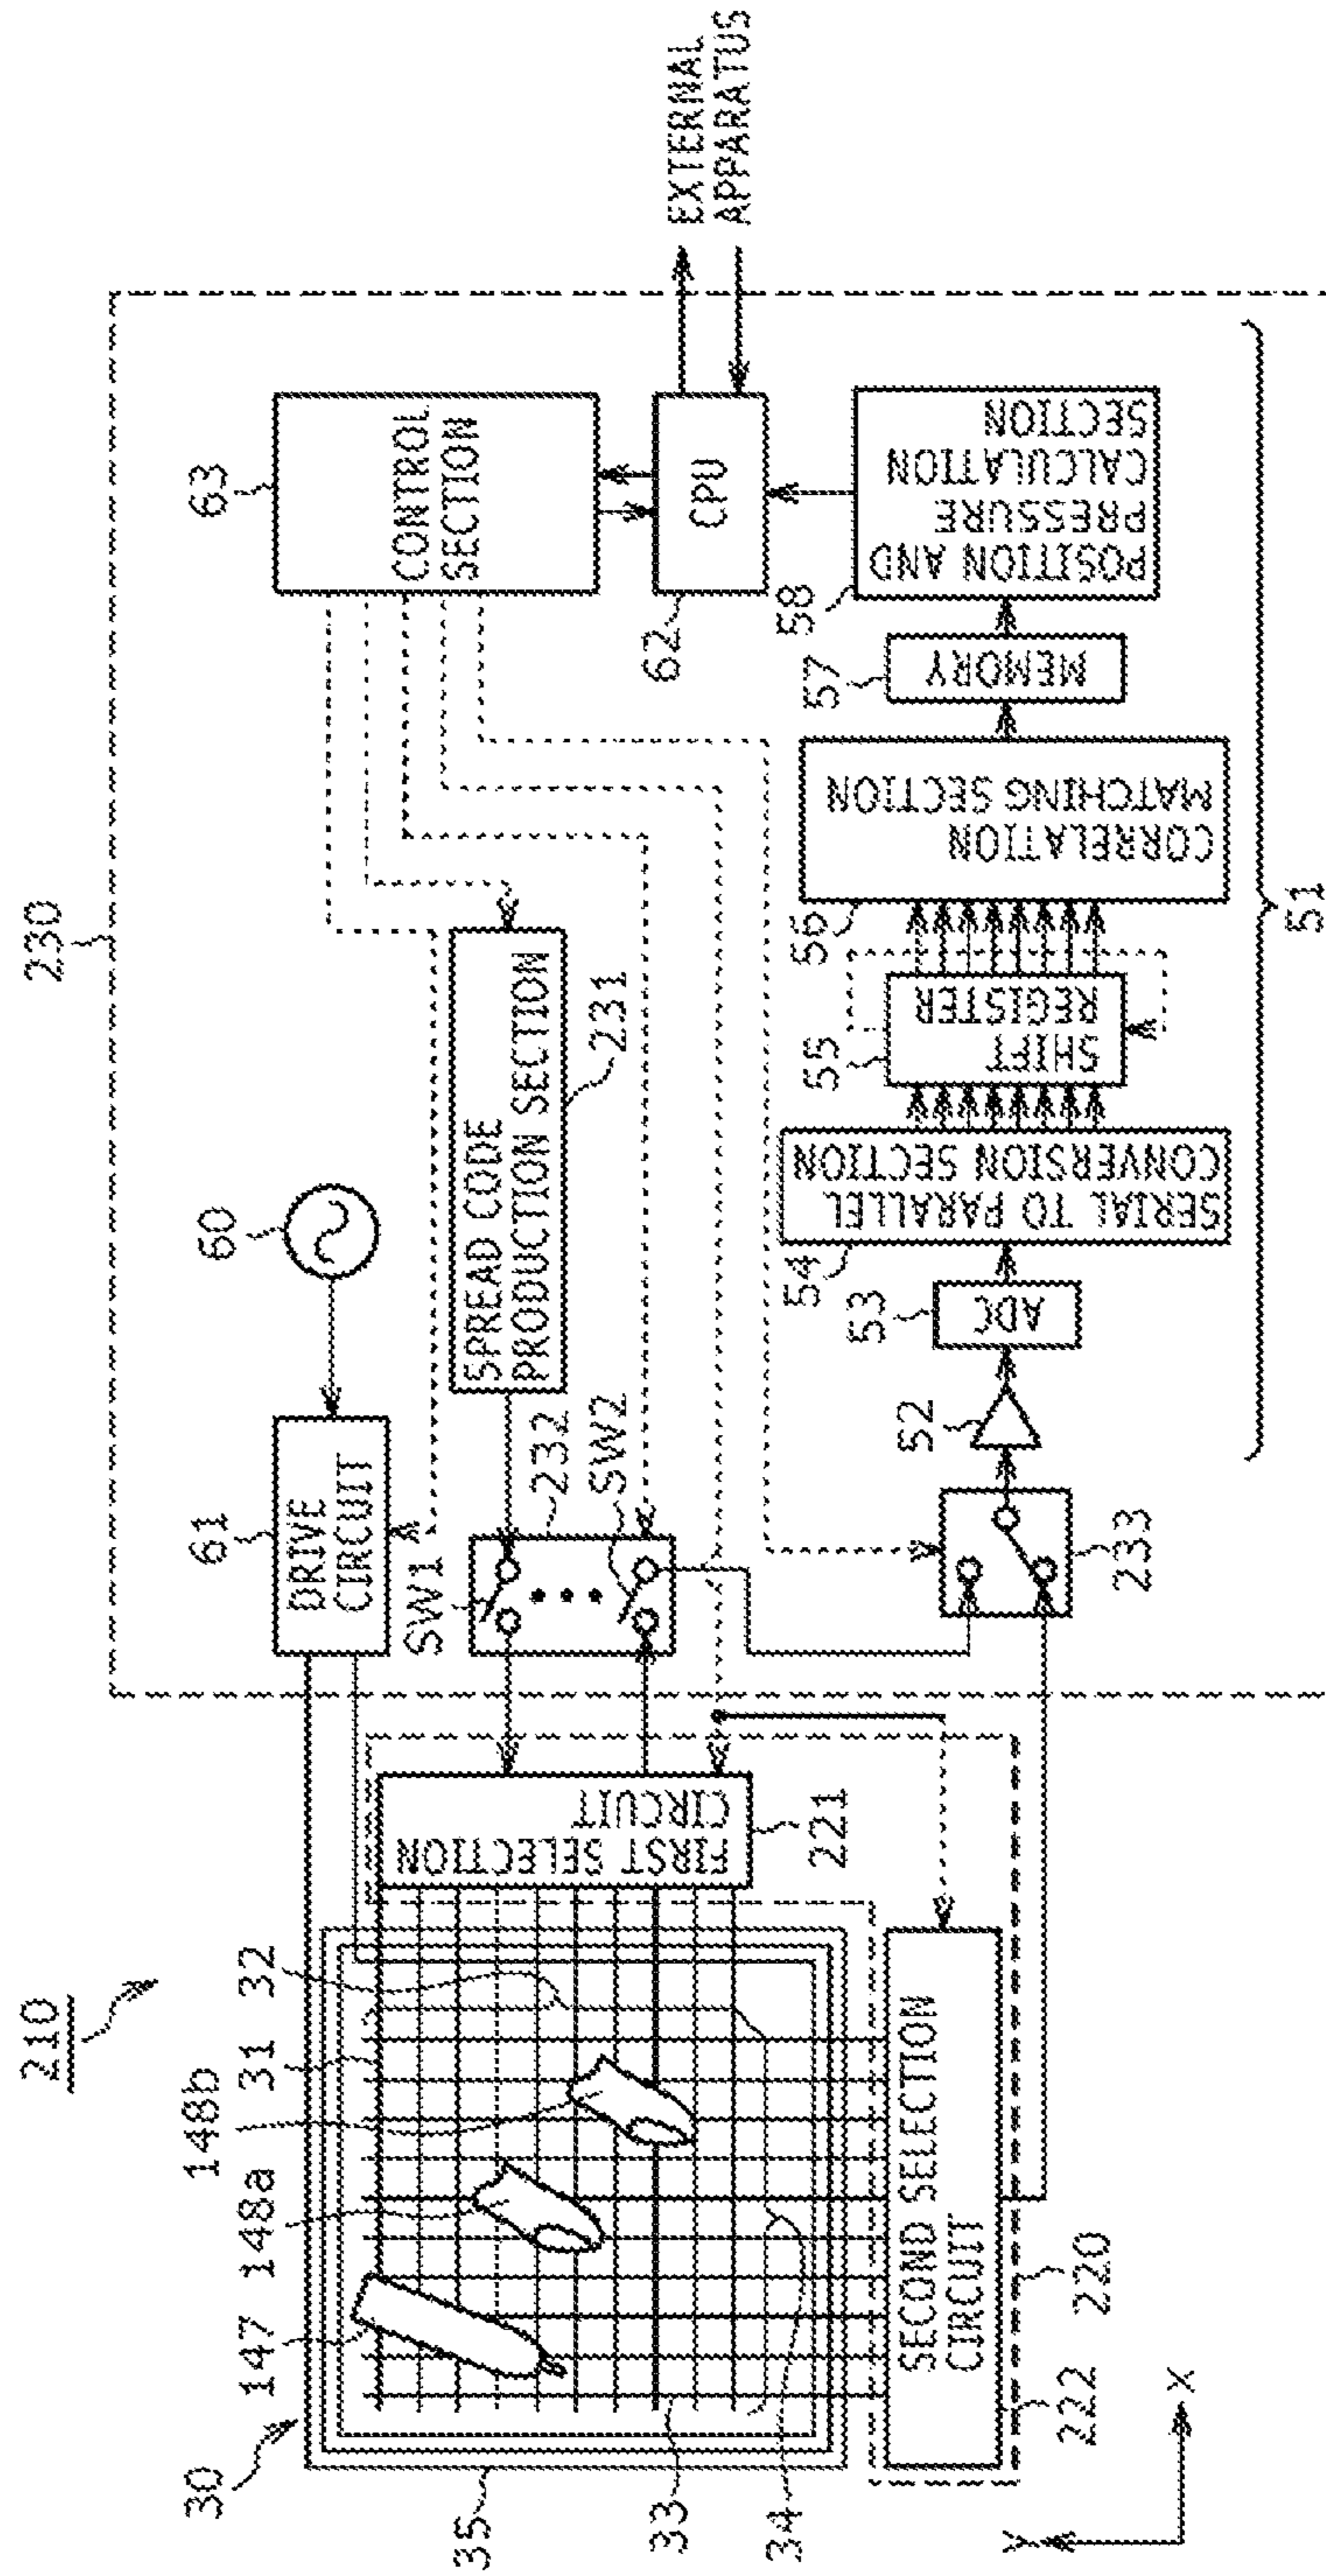 210
230
30
35
147
148a
148b
31
32
33
34
FIRST SELECTION
CIRCUIT
221
SECOND SELECTION
CIRCUIT
222
220
Y
X
61
DRIVE
CIRCUIT
60
SW1
232
SW2
SPREAD CODE
PRODUCTION SECTION
231
63
CONTROL
SECTION
62
CPU
EXTERNAL
APPARATUS
233
52
53
ADC
54
SERIAL TO PARALLEL
CONVERSION SECTION
55
SHIFT
REGISTER
56
CORRELATION
MATCHING SECTION
57
MEMORY
58
POSITION AND
PRESSURE
CALCULATION
SECTION
51